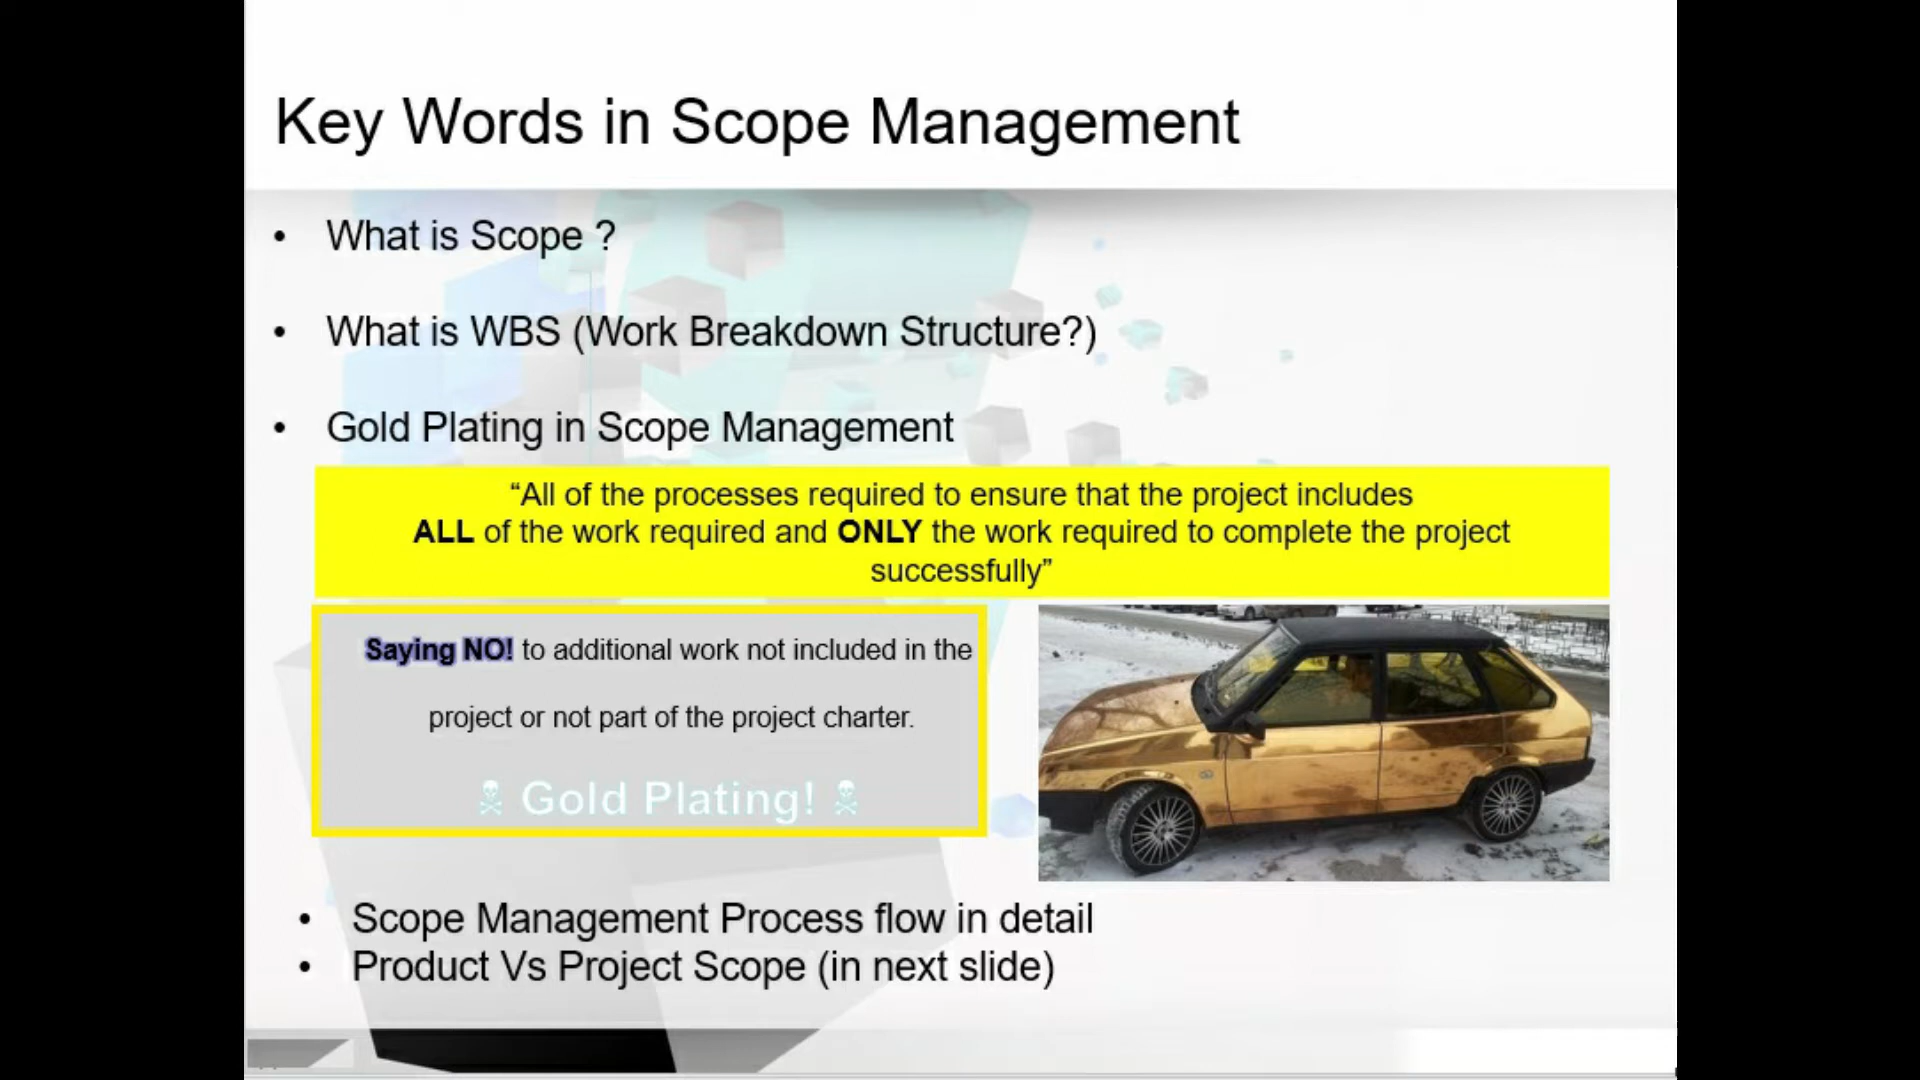 Key Words in Scope Management
• What is Scope ?
• What is WBS (Work Breakdown Structure?)
• Gold Plating in Scope Management
“All of the processes required to ensure that the project includes
ALL of the work required and ONLY the work required to complete the project
successfully”
Saying NO! to additional work not included in the
project or not part of the project charter.
☠ Gold Plating! ☠
• Scope Management Process flow in detail
• Product Vs Project Scope (in next slide)